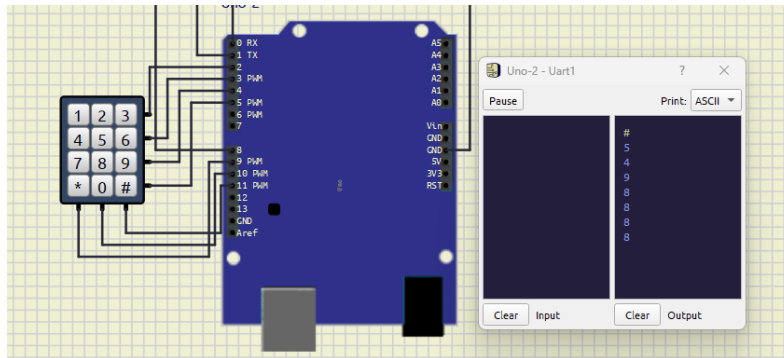 Uno-2
0 RX
1 TX
2
3 PWM
4
5 PWM
6 PWM
7
8
9 PWM
10 PWM
11 PWM
12
13
GND
Aref
A5
A4
A3
A2
A1
A0
Vin
GND
GND
5V
3V3
RST
1 2 3
4 5 6
7 8 9
* 0 #
Uno-2 - Uart1
?
Pause
Print: ASCII
#
5
4
9
8
8
8
8
Clear Input
Clear Output